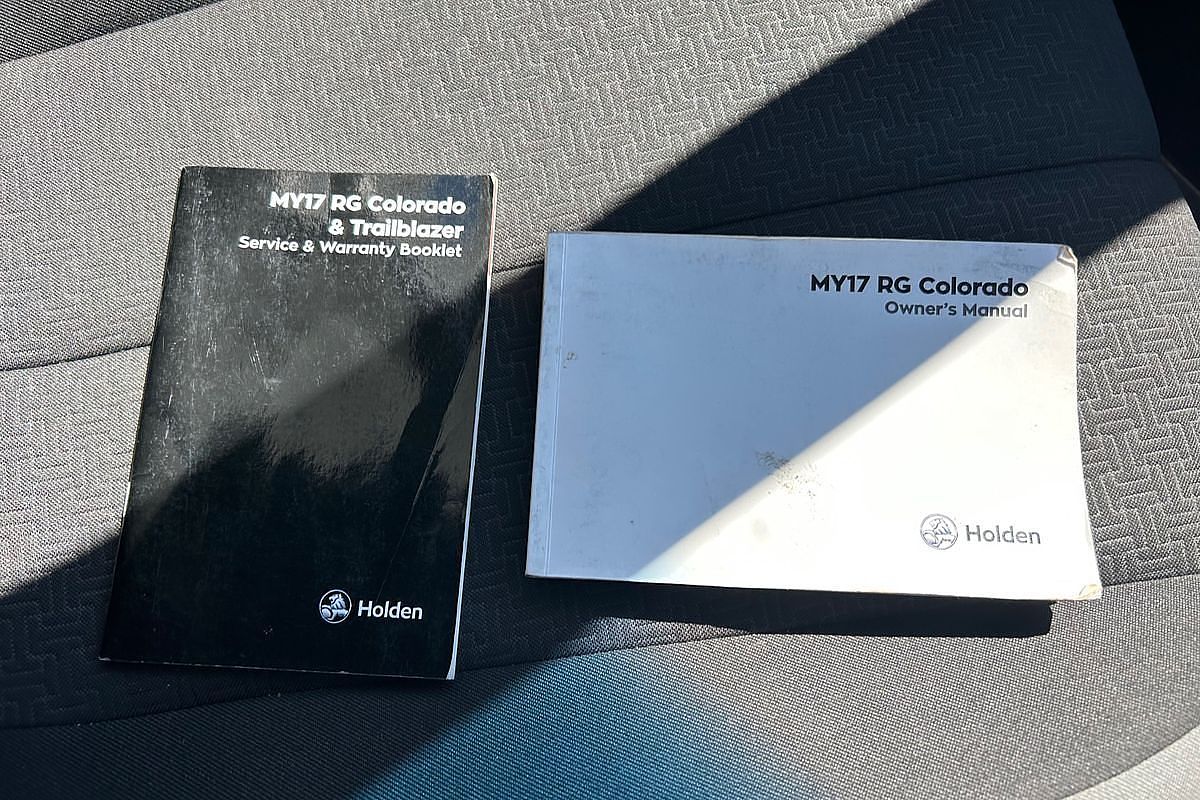 MY17 RG Colorado
& Trailblazer
Service & Warranty Booklet
Holden
MY17 RG Colorado
Owner's Manual
Holden